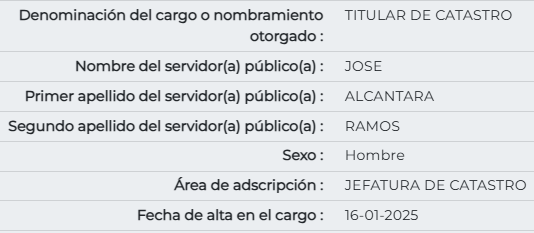 Denominación del cargo o nombramiento otorgado : TITULAR DE CATASTRO
Nombre del servidor(a) público(a) : JOSE
Primer apellido del servidor(a) público(a) : ALCANTARA
Segundo apellido del servidor(a) público(a) : RAMOS
Sexo : Hombre
Área de adscripción : JEFATURA DE CATASTRO
Fecha de alta en el cargo : 16-01-2025